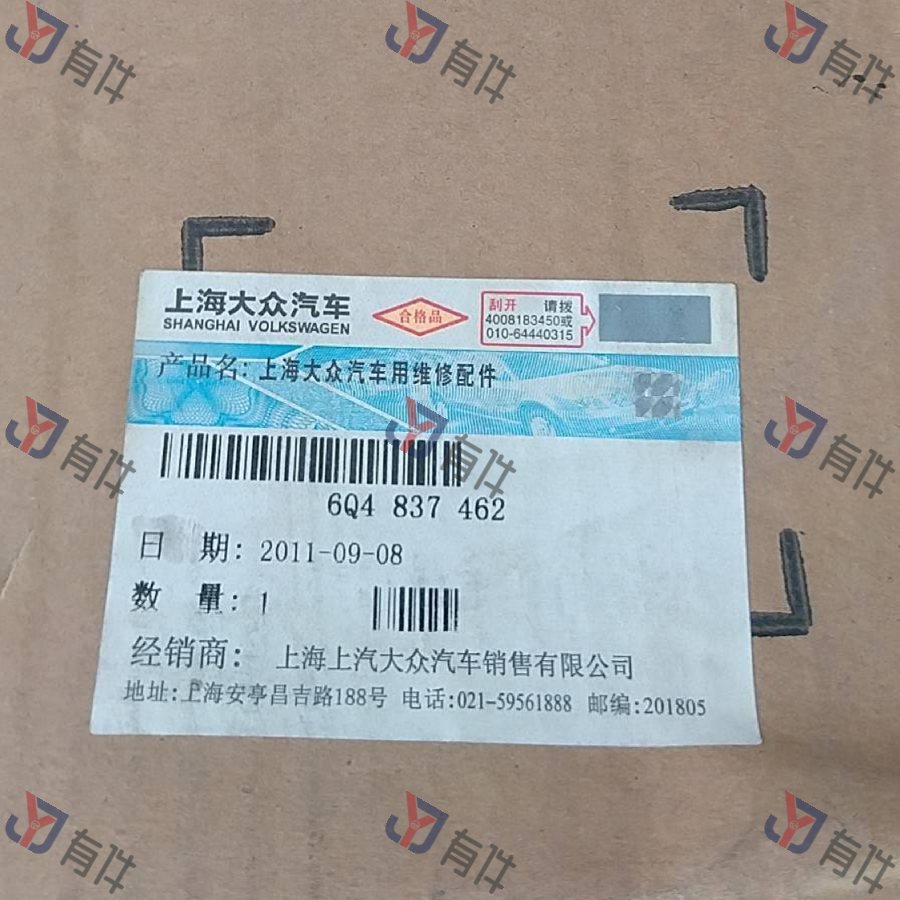 有件 有件 有件
上海大众汽车
SHANGHAI VOLKSWAGEN
合格品
刮开 请拨
4008183450或
010-64440315
产品名: 上海大众汽车用维修配件
有件 有件 有件
6Q4 837 462
日 期: 2011-09-08
数 量: 1
经销商: 上海上汽大众汽车销售有限公司
地址:上海安亭昌吉路188号 电话:021-59561888 邮编:201805
有件 有件 有件